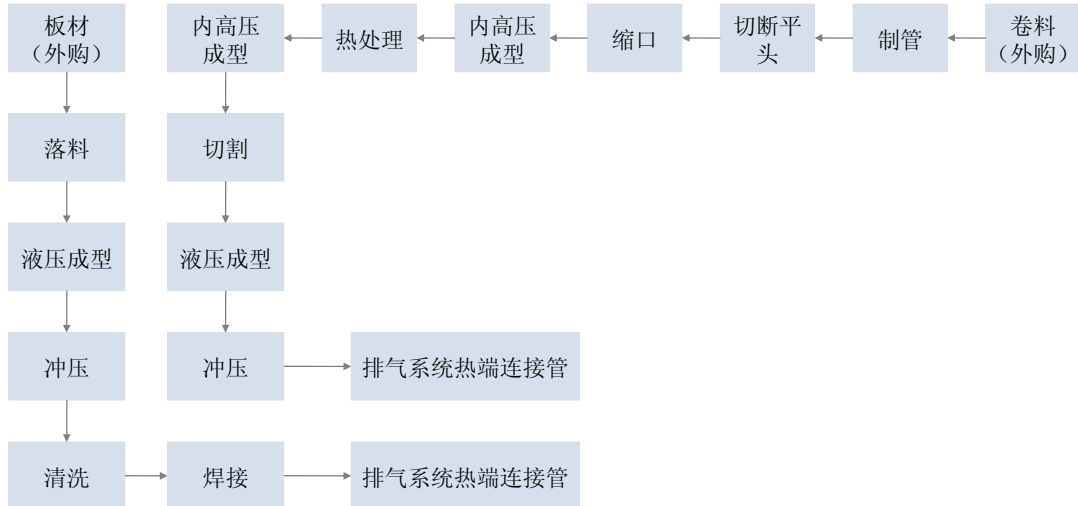 板材
（外购）
内高压
成型
热处理
内高压
成型
缩口
切断平
头
制管
卷料
（外购）
落料
切割
液压成型
液压成型
冲压
冲压
排气系统热端连接管
清洗
焊接
排气系统热端连接管